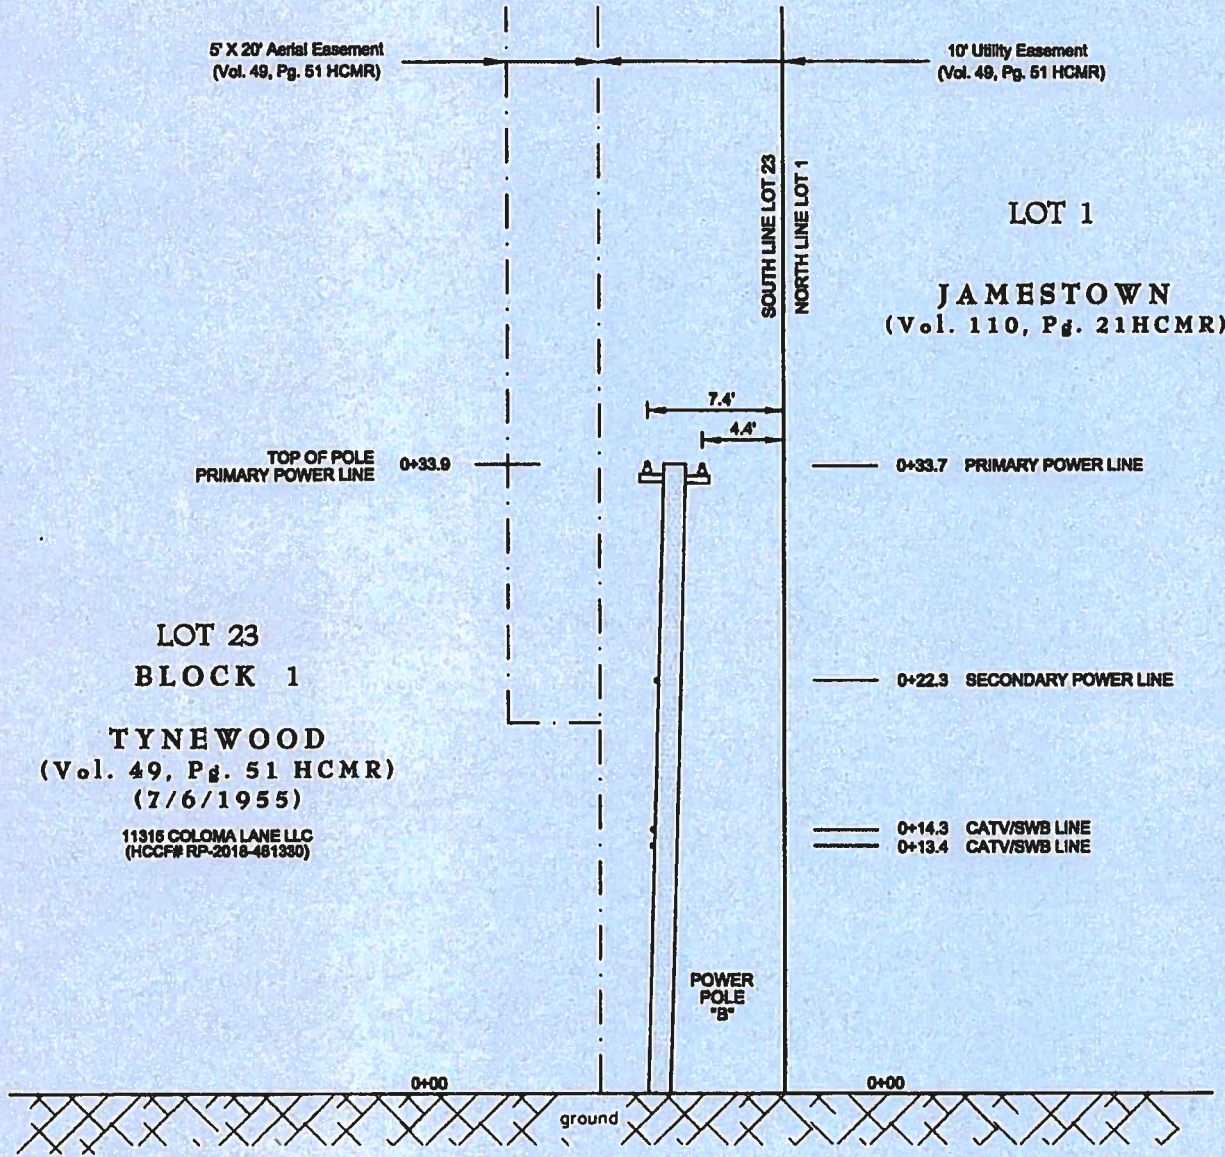 5' X 20' Aerial Easement
(Vol. 49, Pg. 51 HCMR)
10' Utility Easement
(Vol. 49, Pg. 51 HCMR)
SOUTH LINE LOT 23
NORTH LINE LOT 1
LOT 1
JAMESTOWN
(Vol. 110, Pg. 21HCMR)
7.4'
4.4'
TOP OF POLE
PRIMARY POWER LINE
0+33.9
0+33.7 PRIMARY POWER LINE
LOT 23
BLOCK 1
TYNEWOOD
(Vol. 49, Pg. 51 HCMR)
(7/6/1955)
11315 COLOMA LANE LLC
(HCCF# RP-2018-461330)
0+22.3 SECONDARY POWER LINE
0+14.3 CATV/SWB LINE
0+13.4 CATV/SWB LINE
POWER
POLE
"B"
0+00
0+00
ground